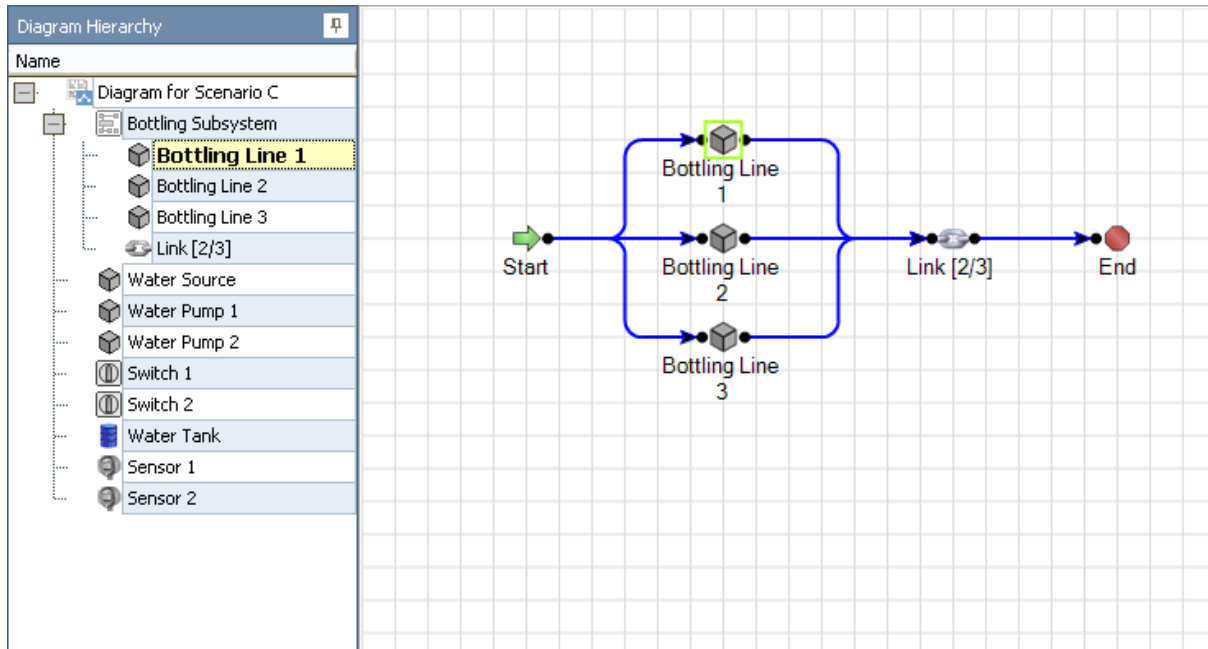 Diagram Hierarchy
Name
Diagram for Scenario C
Bottling Subsystem
Bottling Line 1
Bottling Line 2
Bottling Line 3
Link [2/3]
Water Source
Water Pump 1
Water Pump 2
Switch 1
Switch 2
Water Tank
Sensor 1
Sensor 2
Start
Bottling Line
1
Bottling Line
2
Bottling Line
3
Link [2/3]
End